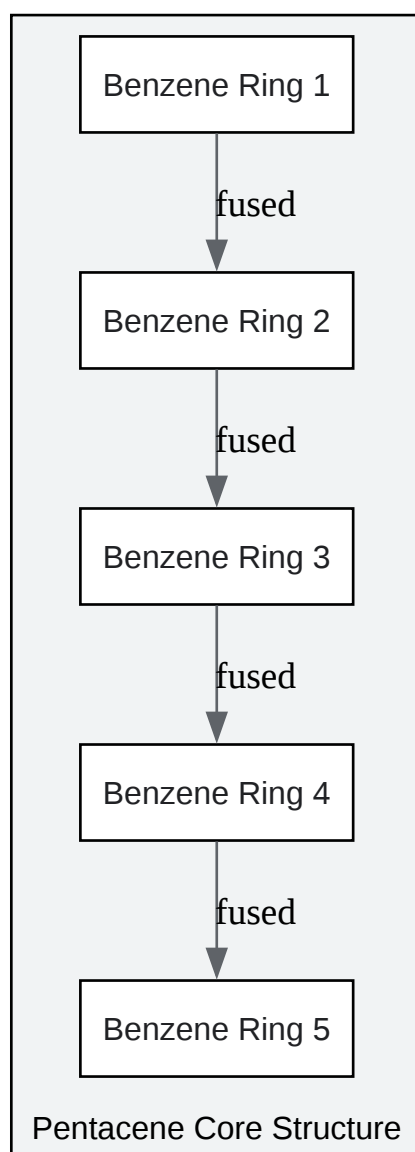 Benzene Ring 1
fused
Benzene Ring 2
fused
Benzene Ring 3
fused
Benzene Ring 4
fused
Benzene Ring 5
Pentacene Core Structure